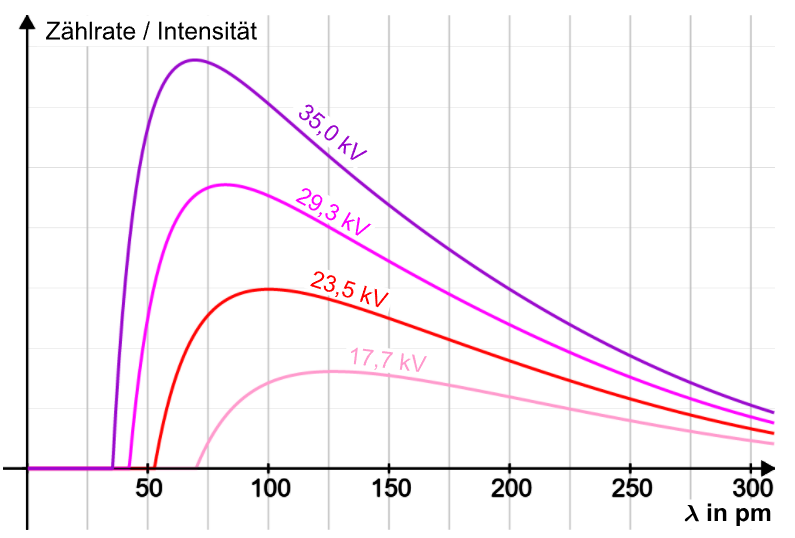 Zählrate / Intensität
35,0 kV
29,3 kV
23,5 kV
17,7 kV
50 100 150 200 250 300
λ in pm